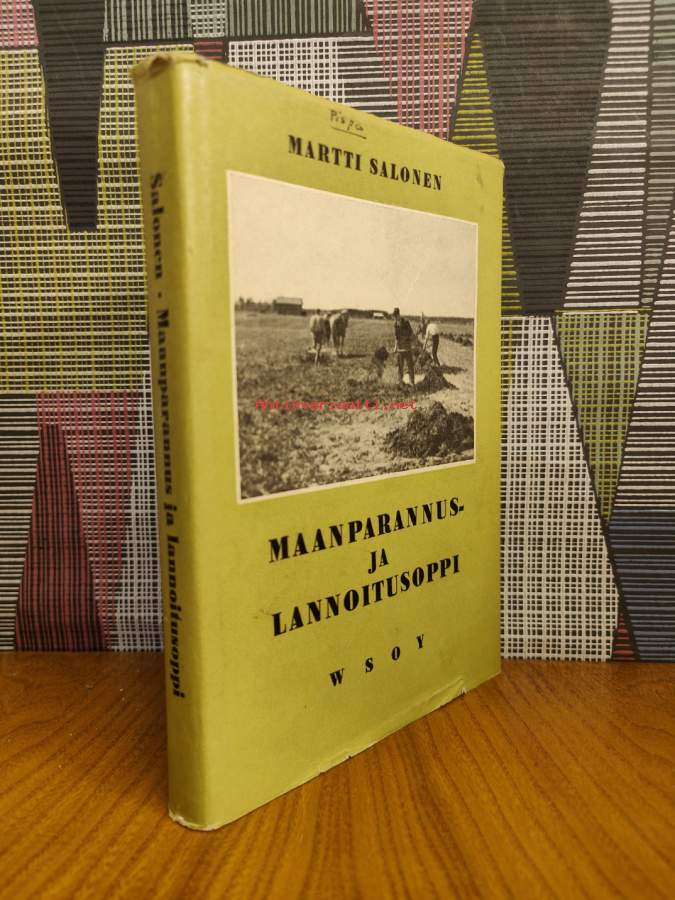 Pispa
MARTTI SALONEN
Antikvariaatti.net
MAANPARANNUS-
JA
LANNOITUSOPPI
WSOY
Salonen · Maanparannus ja lannoitusoppi